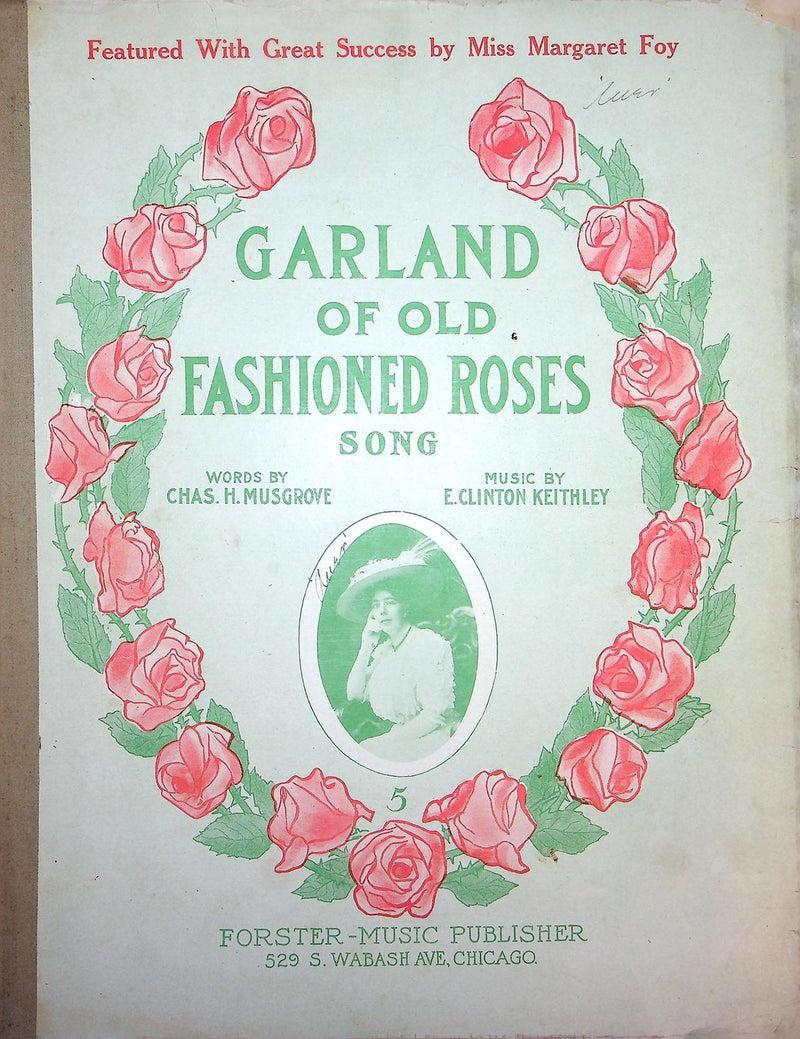 Featured With Great Success by Miss Margaret Foy
GARLAND
OF OLD
FASHIONED ROSES
SONG
WORDS BY
CHAS. H. MUSGROVE
MUSIC BY
E. CLINTON KEITHLEY
5
FORSTER-MUSIC PUBLISHER
529 S. WABASH AVE, CHICAGO.